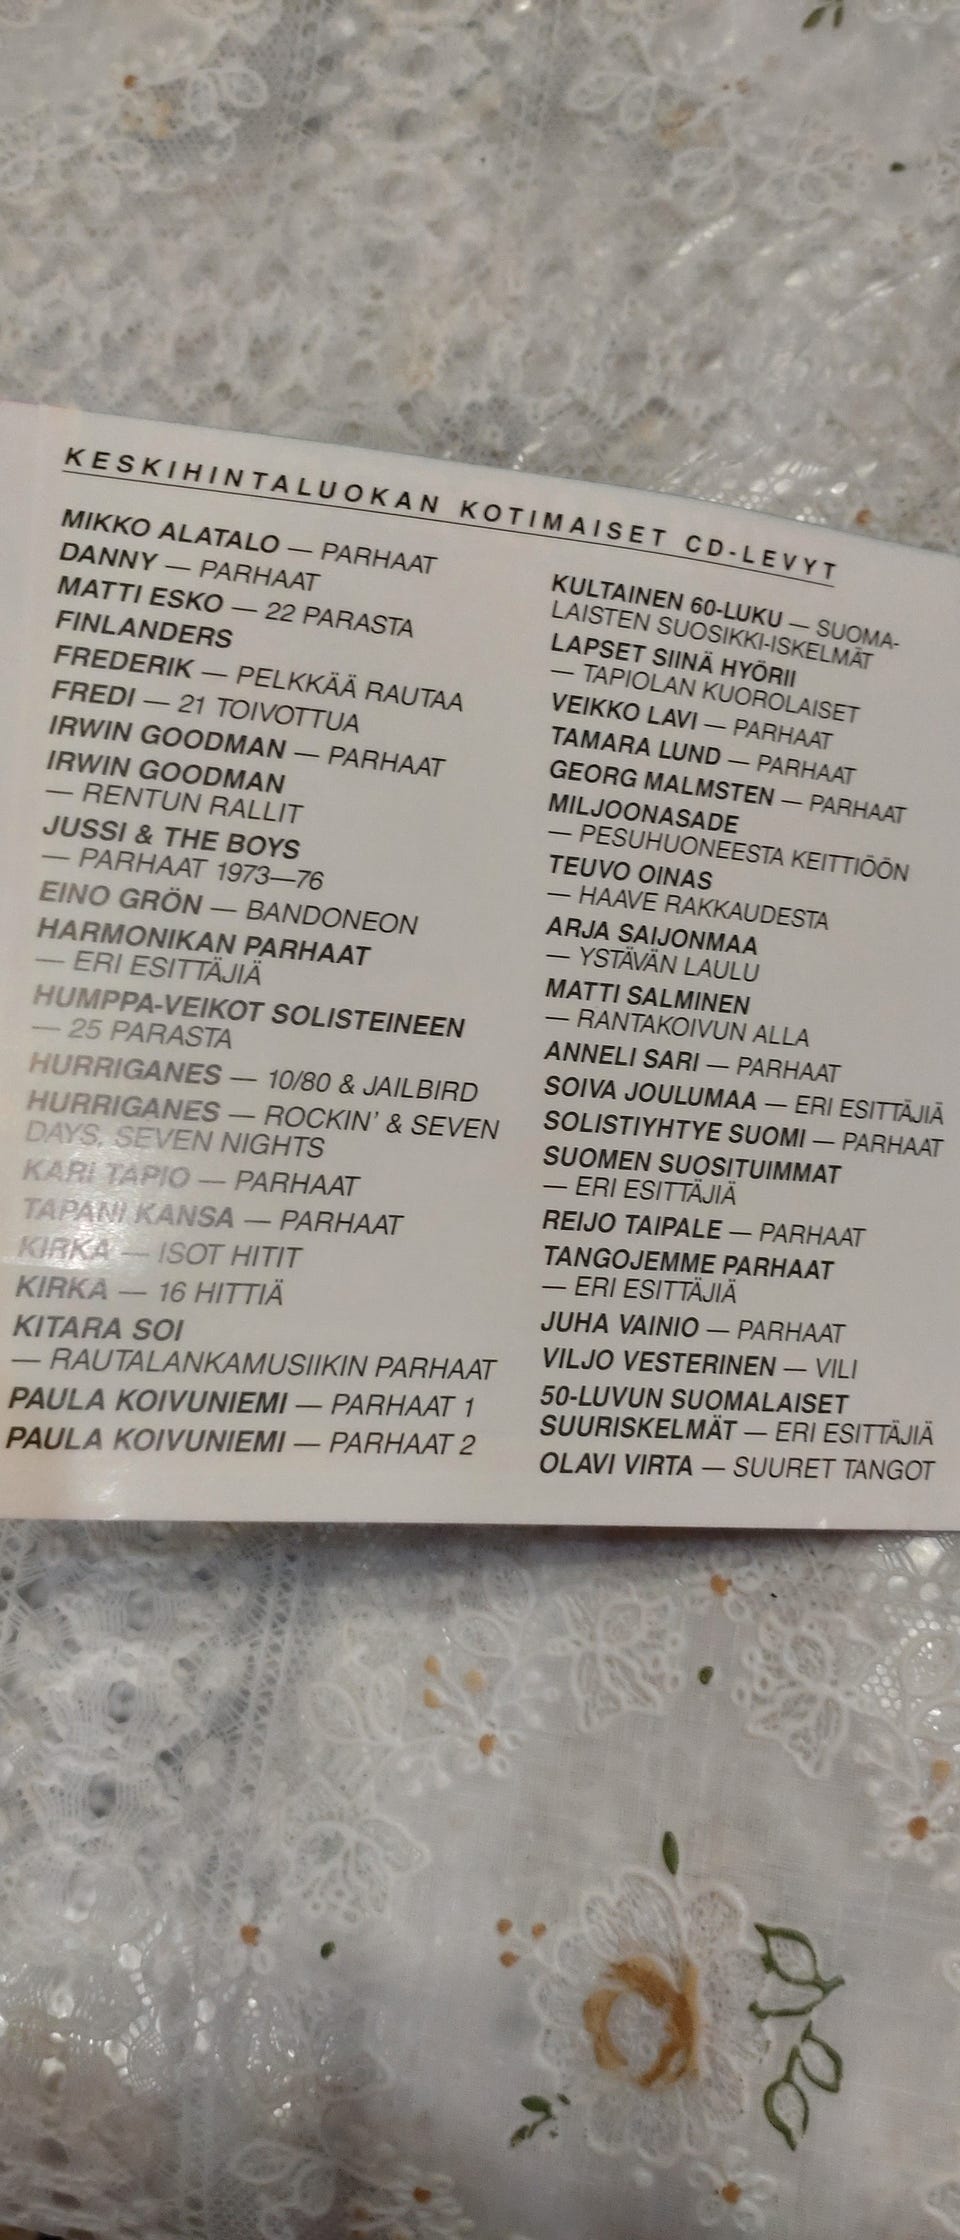 KESKIHINTALUOKAN KOTIMAISET CD-LEVYT
MIKKO ALATALO — PARHAAT
DANNY — PARHAAT
MATTI ESKO — 22 PARASTA
FINLANDERS
FREDERIK — PELKKÄÄ RAUTAA
FREDI — 21 TOIVOTTUA
IRWIN GOODMAN — PARHAAT
IRWIN GOODMAN
— RENTUN RALLIT
JUSSI & THE BOYS
— PARHAAT 1973—76
EINO GRÖN — BANDONEON
HARMONIKAN PARHAAT
— ERI ESITTÄJIÄ
HUMPPA-VEIKOT SOLISTEINEEN
— 25 PARASTA
HURRIGANES — 10/80 & JAILBIRD
HURRIGANES — ROCKIN' & SEVEN
DAYS, SEVEN NIGHTS
KARI TAPIO — PARHAAT
TAPANI KANSA — PARHAAT
KIRKA — ISOT HITIT
KIRKA — 16 HITTIÄ
KITARA SOI
— RAUTALANKAMUSIIKIN PARHAAT
PAULA KOIVUNIEMI — PARHAAT 1
PAULA KOIVUNIEMI — PARHAAT 2
KULTAINEN 60-LUKU — SUOMA-
LAISTEN SUOSIKKI-ISKELMÄT
LAPSET SIINÄ HYÖRII
— TAPIOLAN KUOROLAISET
VEIKKO LAVI — PARHAAT
TAMARA LUND — PARHAAT
GEORG MALMSTEN — PARHAAT
MILJOONASADE
— PESUHUONEESTA KEITTIÖÖN
TEUVO OINAS
— HAAVE RAKKAUDESTA
ARJA SAIJONMAA
— YSTÄVÄN LAULU
MATTI SALMINEN
— RANTAKOIVUN ALLA
ANNELI SARI — PARHAAT
SOIVA JOULUMAA — ERI ESITTÄJIÄ
SOLISTIYHTYE SUOMI — PARHAAT
SUOMEN SUOSITUIMMAT
— ERI ESITTÄJIÄ
REIJO TAIPALE — PARHAAT
TANGOJEMME PARHAAT
— ERI ESITTÄJIÄ
JUHA VAINIO — PARHAAT
VILJO VESTERINEN — VILI
50-LUVUN SUOMALAISET
SUURISKELMÄT — ERI ESITTÄJIÄ
OLAVI VIRTA — SUURET TANGOT